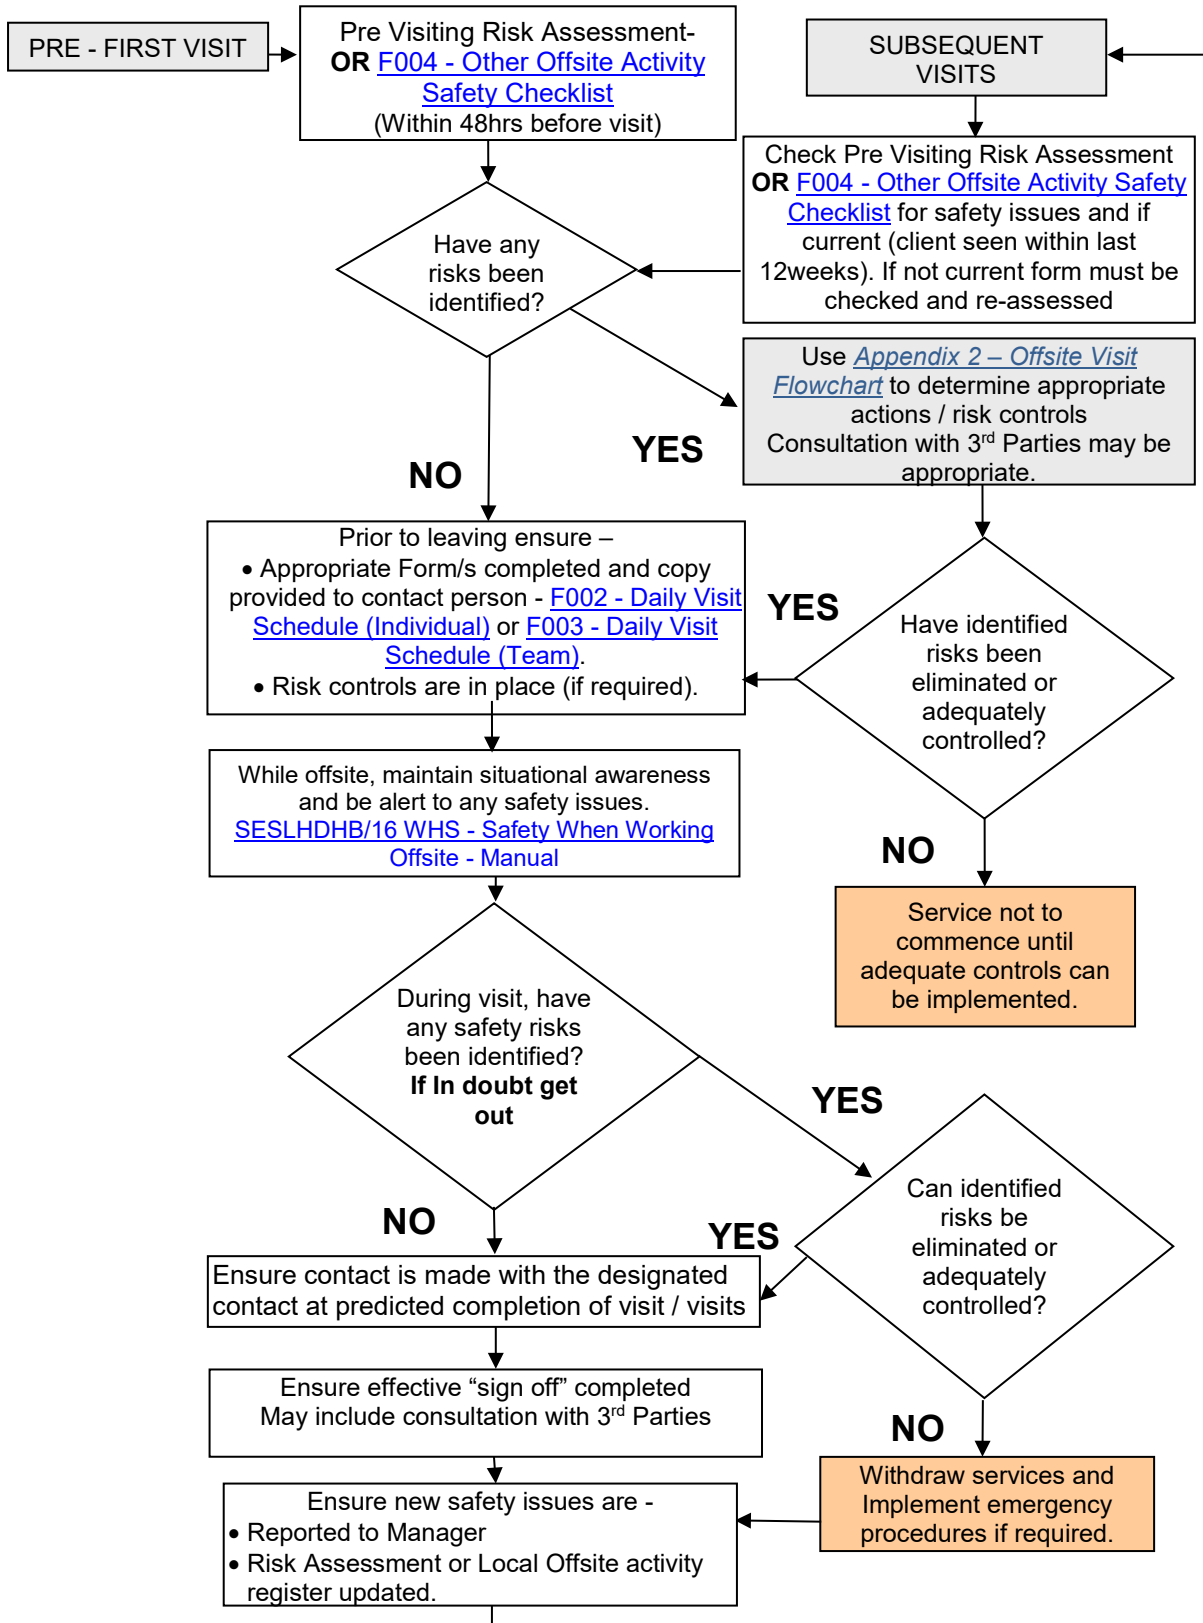 PRE - FIRST VISIT
Pre Visiting Risk Assessment-
OR F004 - Other Offsite Activity
Safety Checklist
(Within 48hrs before visit)
SUBSEQUENT
VISITS
Check Pre Visiting Risk Assessment
OR F004 - Other Offsite Activity Safety
Checklist for safety issues and if
current (client seen within last
12weeks). If not current form must be
checked and re-assessed
Have any
risks been
identified?
Use Appendix 2 – Offsite Visit
Flowchart to determine appropriate
actions / risk controls
Consultation with 3rd Parties may be
appropriate.
YES
NO
Prior to leaving ensure –
• Appropriate Form/s completed and copy
provided to contact person - F002 - Daily Visit
Schedule (Individual) or F003 - Daily Visit
Schedule (Team).
• Risk controls are in place (if required).
YES
Have identified
risks been
eliminated or
adequately
controlled?
NO
Service not to
commence until
adequate controls can
be implemented.
While offsite, maintain situational awareness
and be alert to any safety issues.
SESLHDHB/16 WHS - Safety When Working
Offsite - Manual
During visit, have
any safety risks
been identified?
If In doubt get
out
YES
NO
Can identified
risks be
eliminated or
adequately
controlled?
YES
NO
Ensure contact is made with the designated
contact at predicted completion of visit / visits
Ensure effective “sign off” completed
May include consultation with 3rd Parties
Withdraw services and
Implement emergency
procedures if required.
Ensure new safety issues are -
• Reported to Manager
• Risk Assessment or Local Offsite activity
register updated.